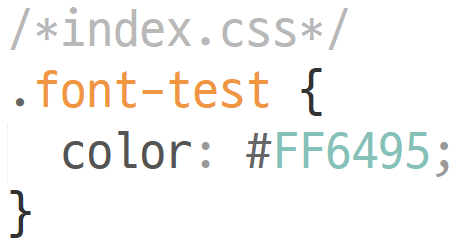 /*index.css*/
.font-test {
  color: #FF6495;
}